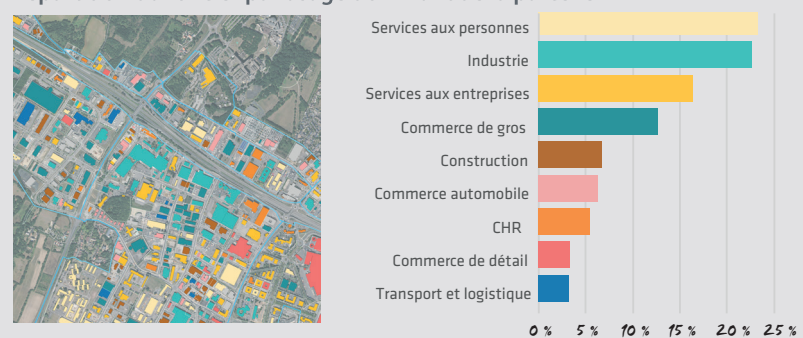 Services aux personnes
Industrie
Services aux entreprises
Commerce de gros
Construction
Commerce automobile
CHR
Commerce de détail
Transport et logistique
0 % 5 % 10 % 15 % 20 % 25 %